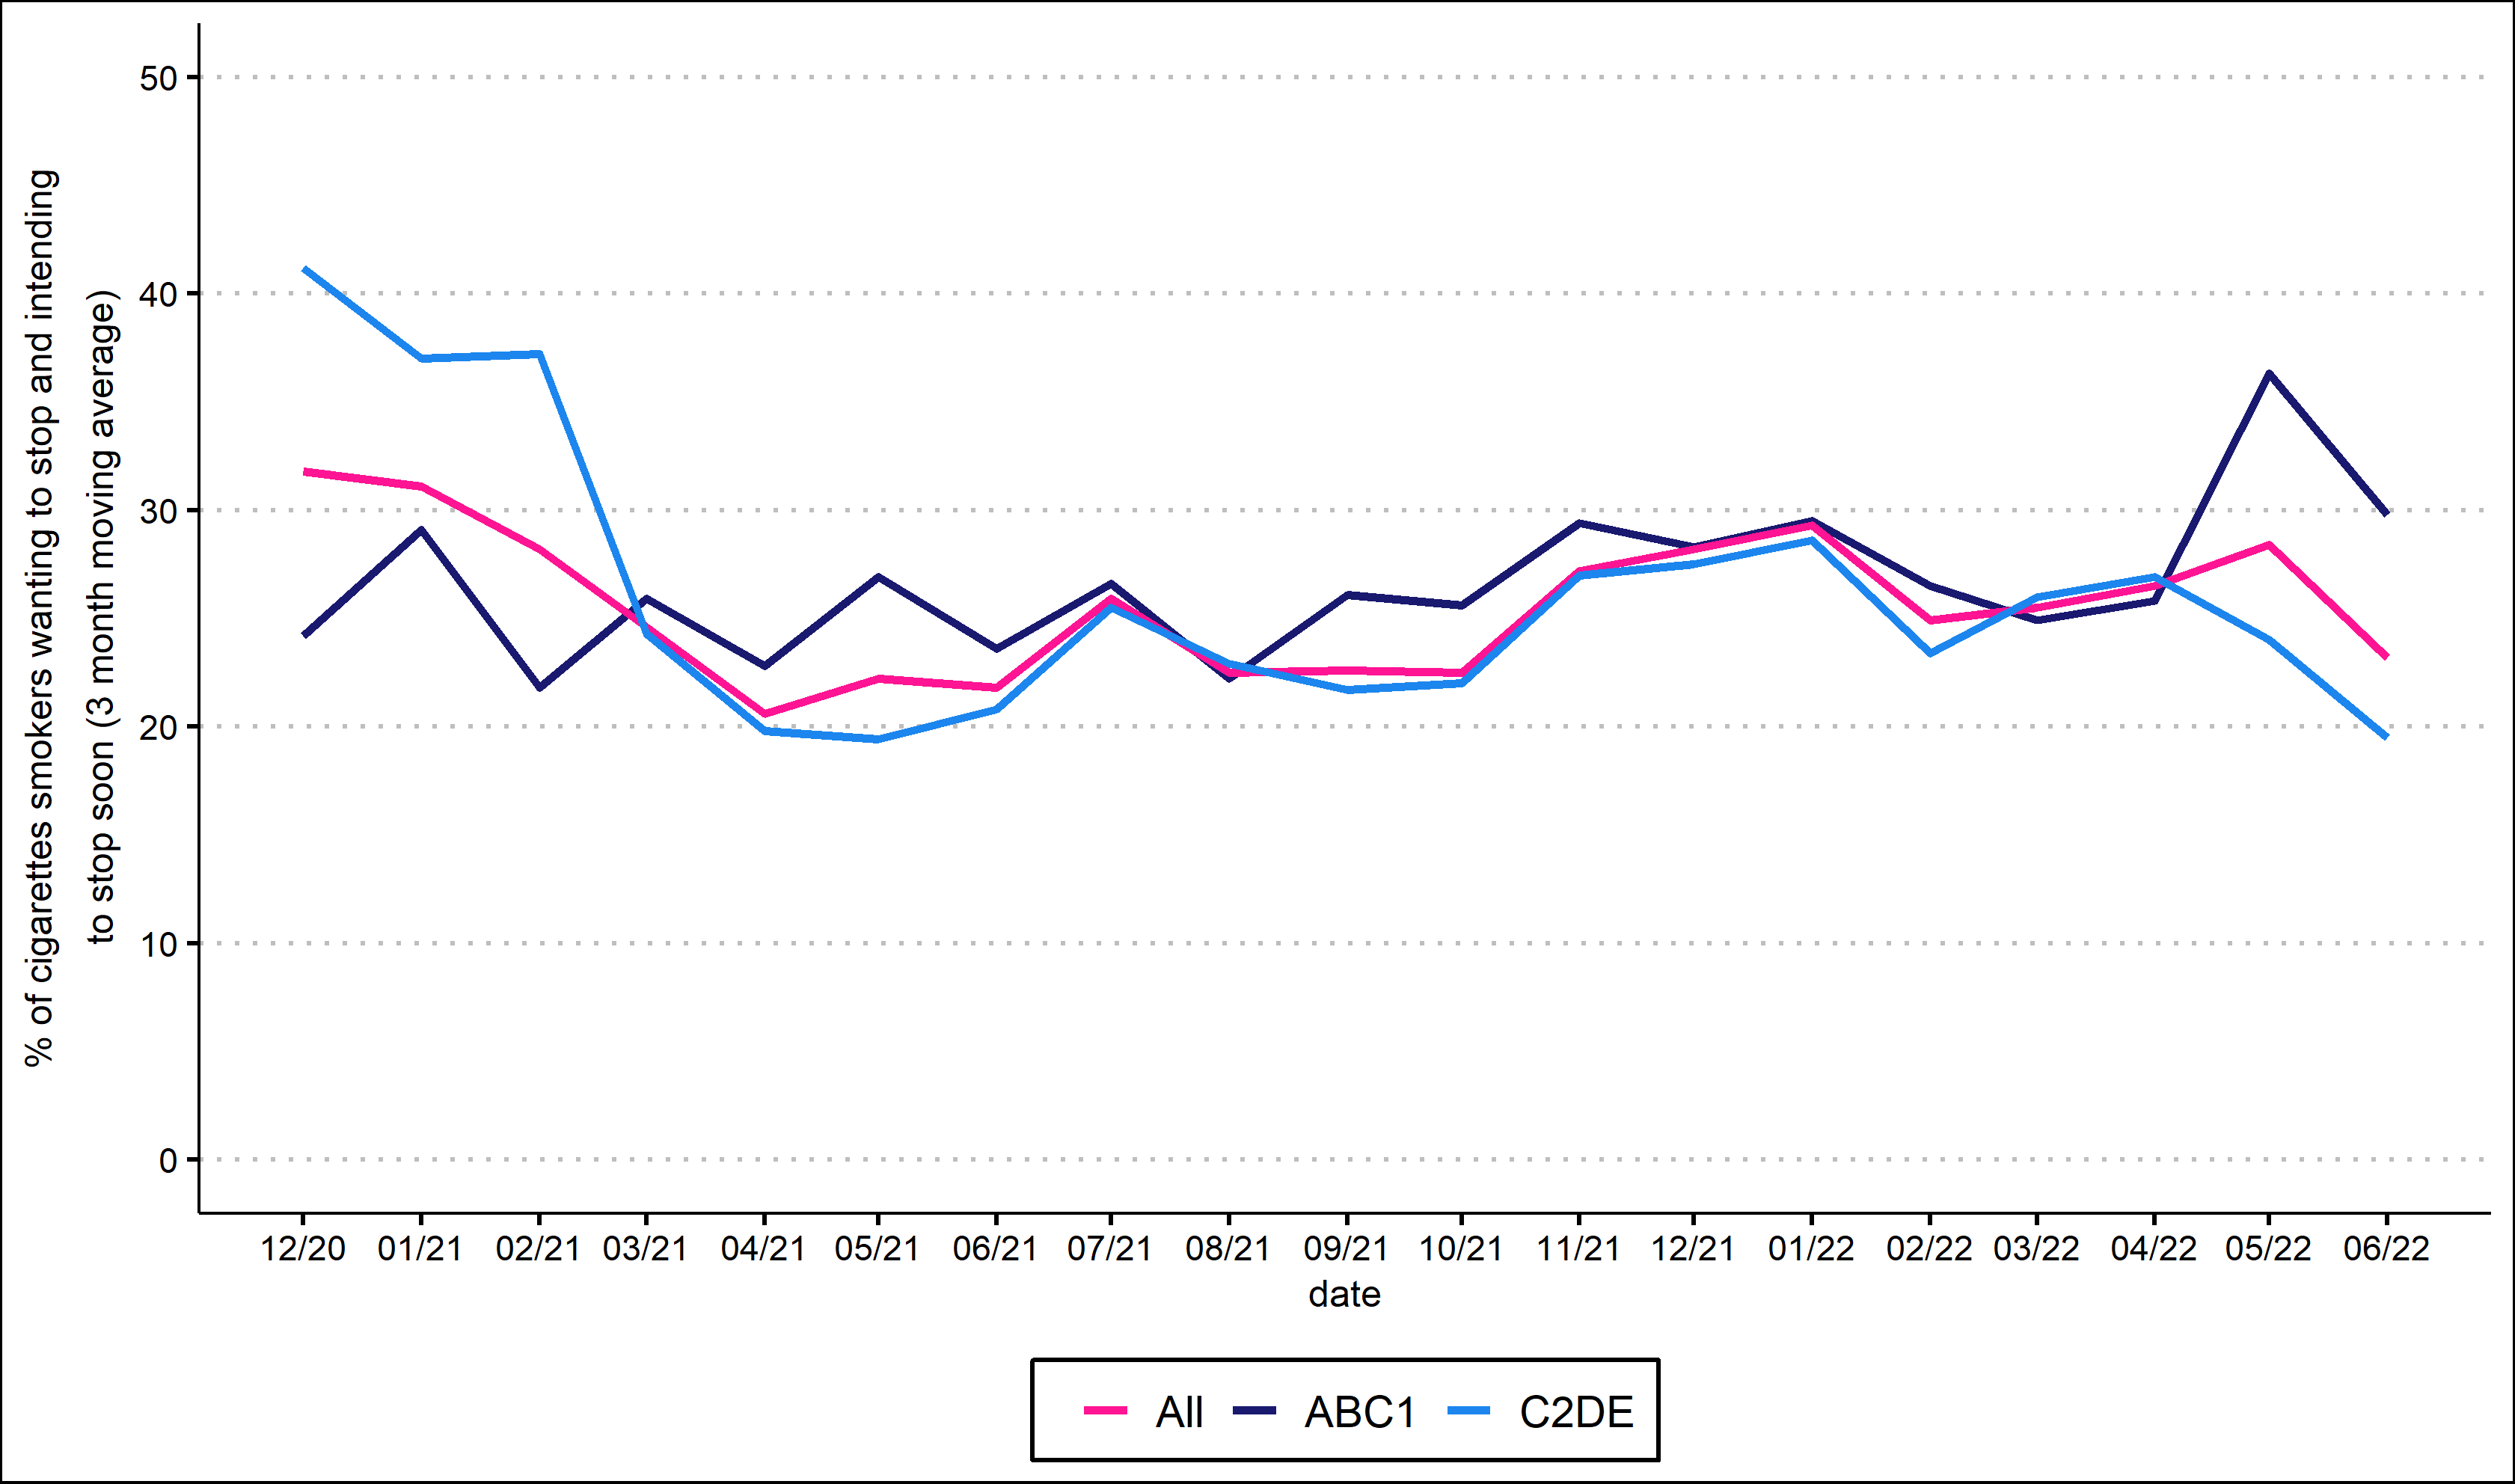 % of cigarettes smokers wanting to stop and intending
to stop soon (3 month moving average)
50
40
30
20
10
0
12/20 01/21 02/21 03/21 04/21 05/21 06/21 07/21 08/21 09/21 10/21 11/21 12/21 01/22 02/22 03/22 04/22 05/22 06/22
date
All ABC1 C2DE